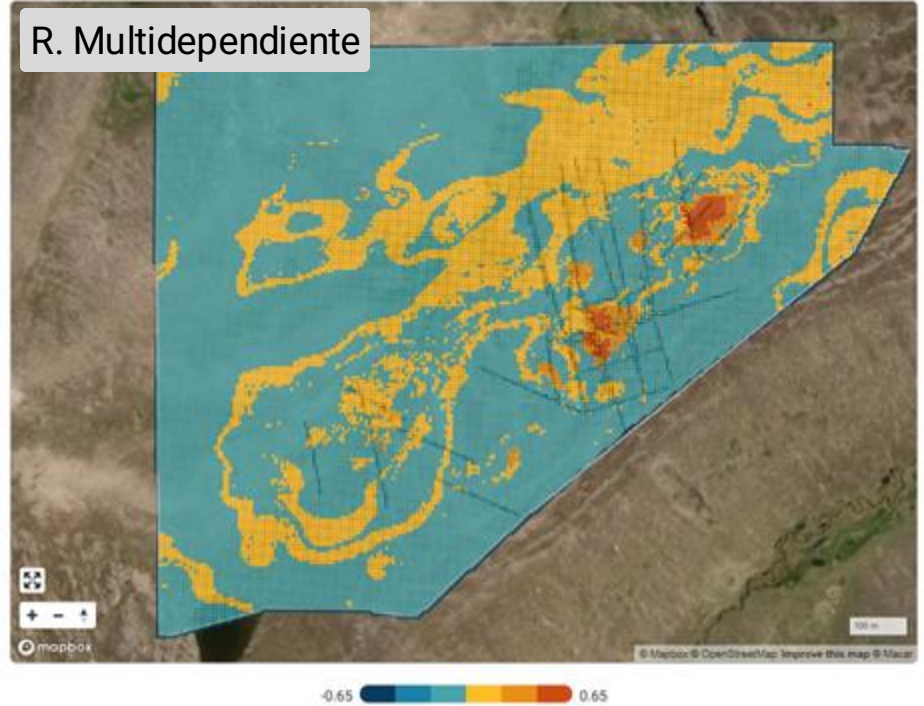 R. Multidependiente
+ −
mapbox
100 m
© Mapbox © OpenStreetMap Improve this map © Maxar
-0.65 0.65